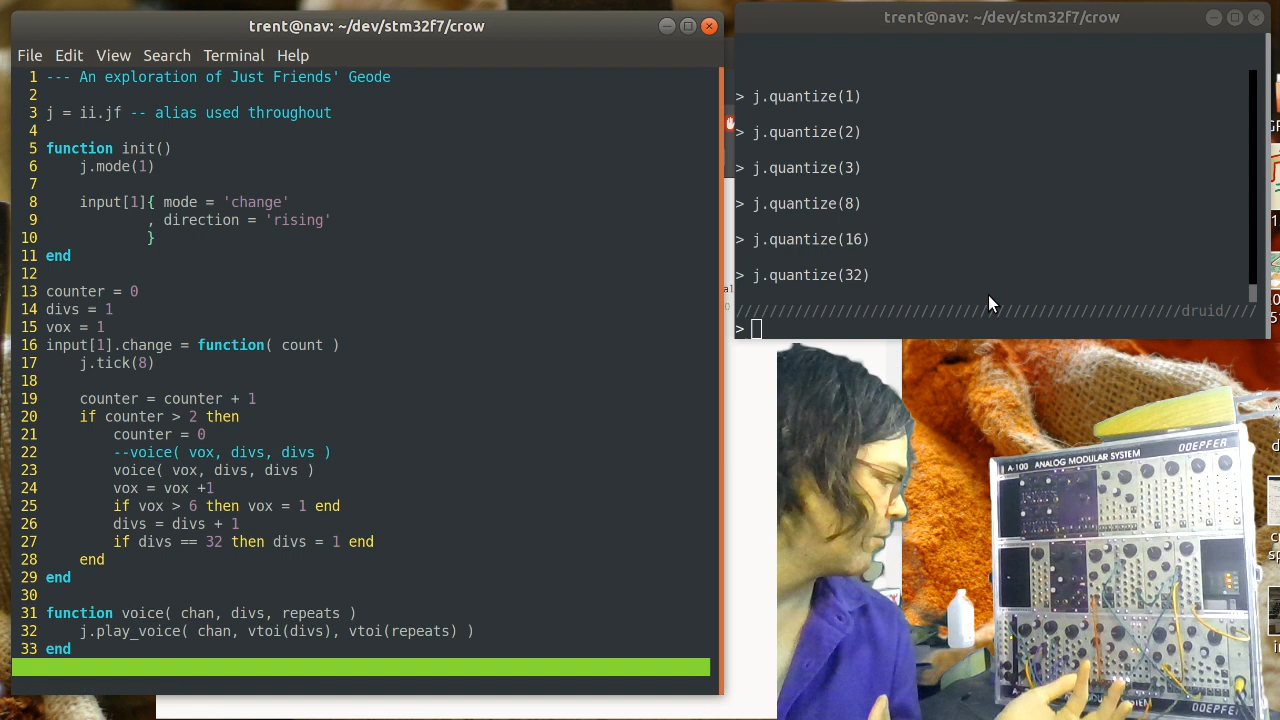 trent@nav: ~/dev/stm32f7/crow
File Edit View Search Terminal Help
1 --- An exploration of Just Friends' Geode
2
3 j = ii.jf -- alias used throughout
4
5 function init()
6 j.mode(1)
7
8 input[1]{ mode = 'change'
9 , direction = 'rising'
10 }
11 end
12
13 counter = 0
14 divs = 1
15 vox = 1
16 input[1].change = function( count )
17 j.tick(8)
18
19 counter = counter + 1
20 if counter > 2 then
21 counter = 0
22 --voice( vox, divs, divs )
23 voice( vox, divs, divs )
24 vox = vox +1
25 if vox > 6 then vox = 1 end
26 divs = divs + 1
27 if divs == 32 then divs = 1 end
28 end
29 end
30
31 function voice( chan, divs, repeats )
32 j.play_voice( chan, vtoi(divs), vtoi(repeats) )
33 end
trent@nav: ~/dev/stm32f7/crow
> j.quantize(1)
> j.quantize(2)
> j.quantize(3)
> j.quantize(8)
> j.quantize(16)
> j.quantize(32)
//////////////////////////////////////////////////////druid////
>
A-100 ANALOG MODULAR SYSTEM
DOEPFER
DOEPFER